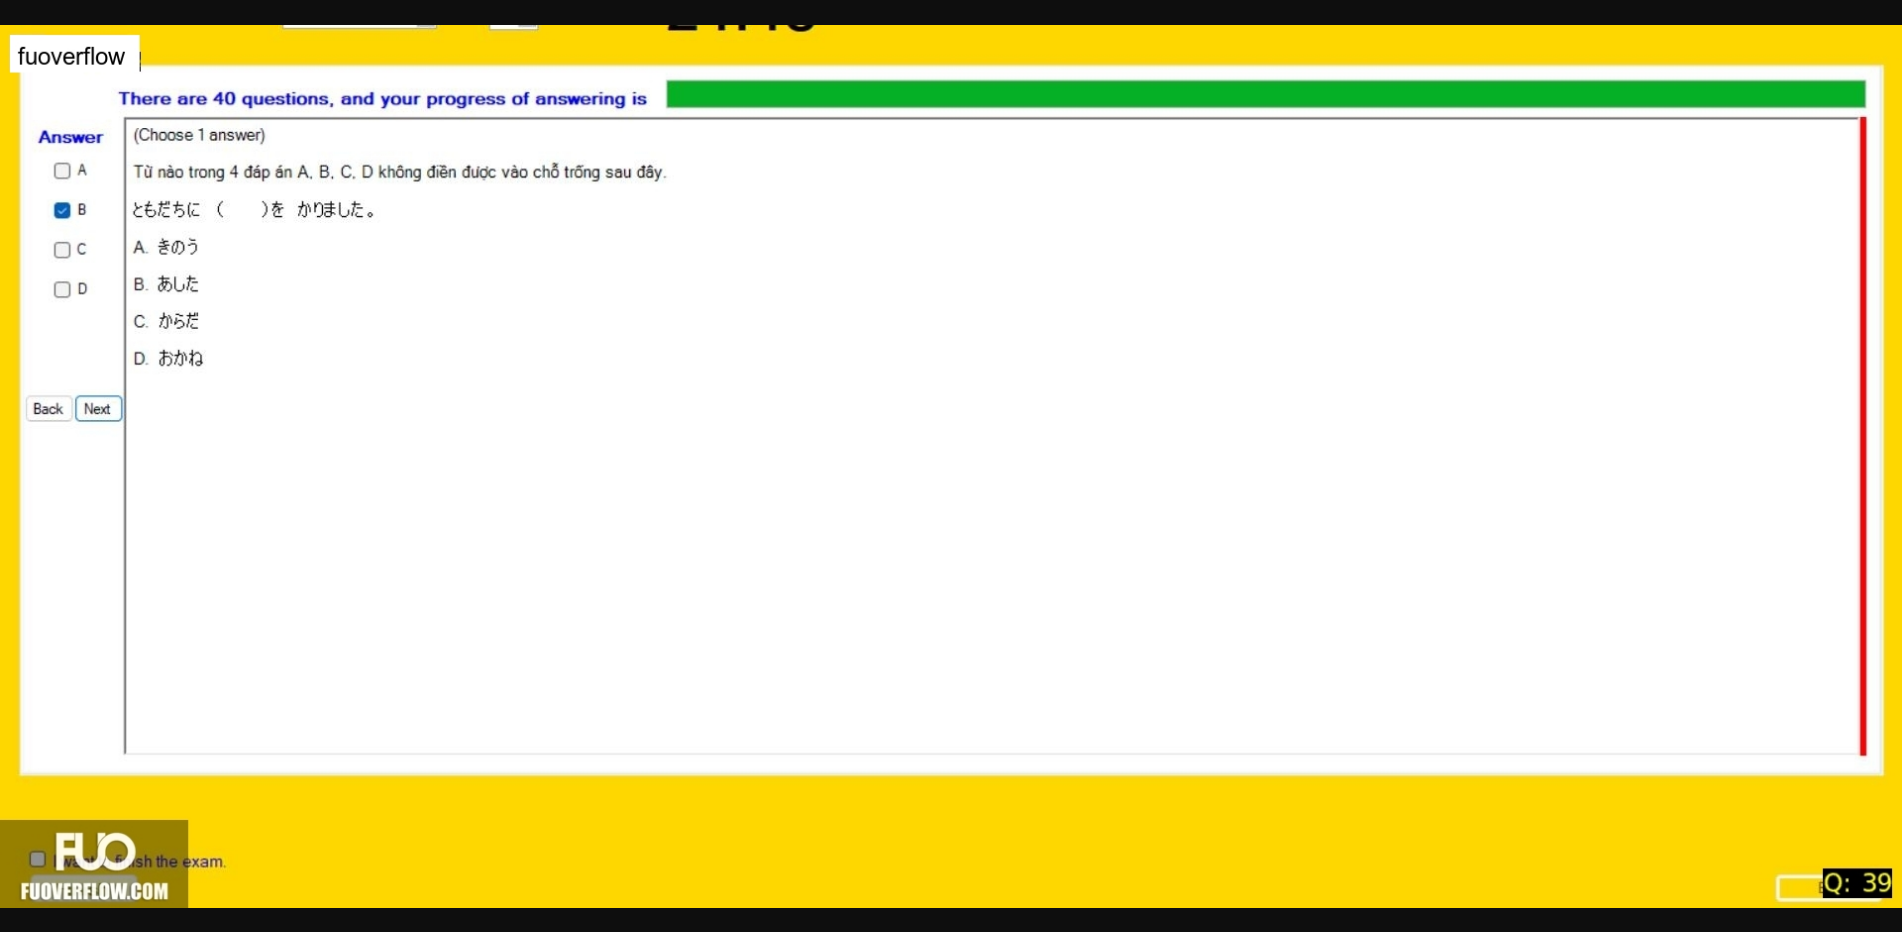 fuoverflow
There are 40 questions, and your progress of answering is
Answer
(Choose 1 answer)
A
Từ nào trong 4 đáp án A, B, C, D không điền được vào chỗ trống sau đây.
B
ともだちに （　　）を かりました。
C
A. きのう
D
B. あした
C. からだ
D. おかね
Back
Next
FUO
finish the exam.
FUOVERFLOW.COM
Q: 39